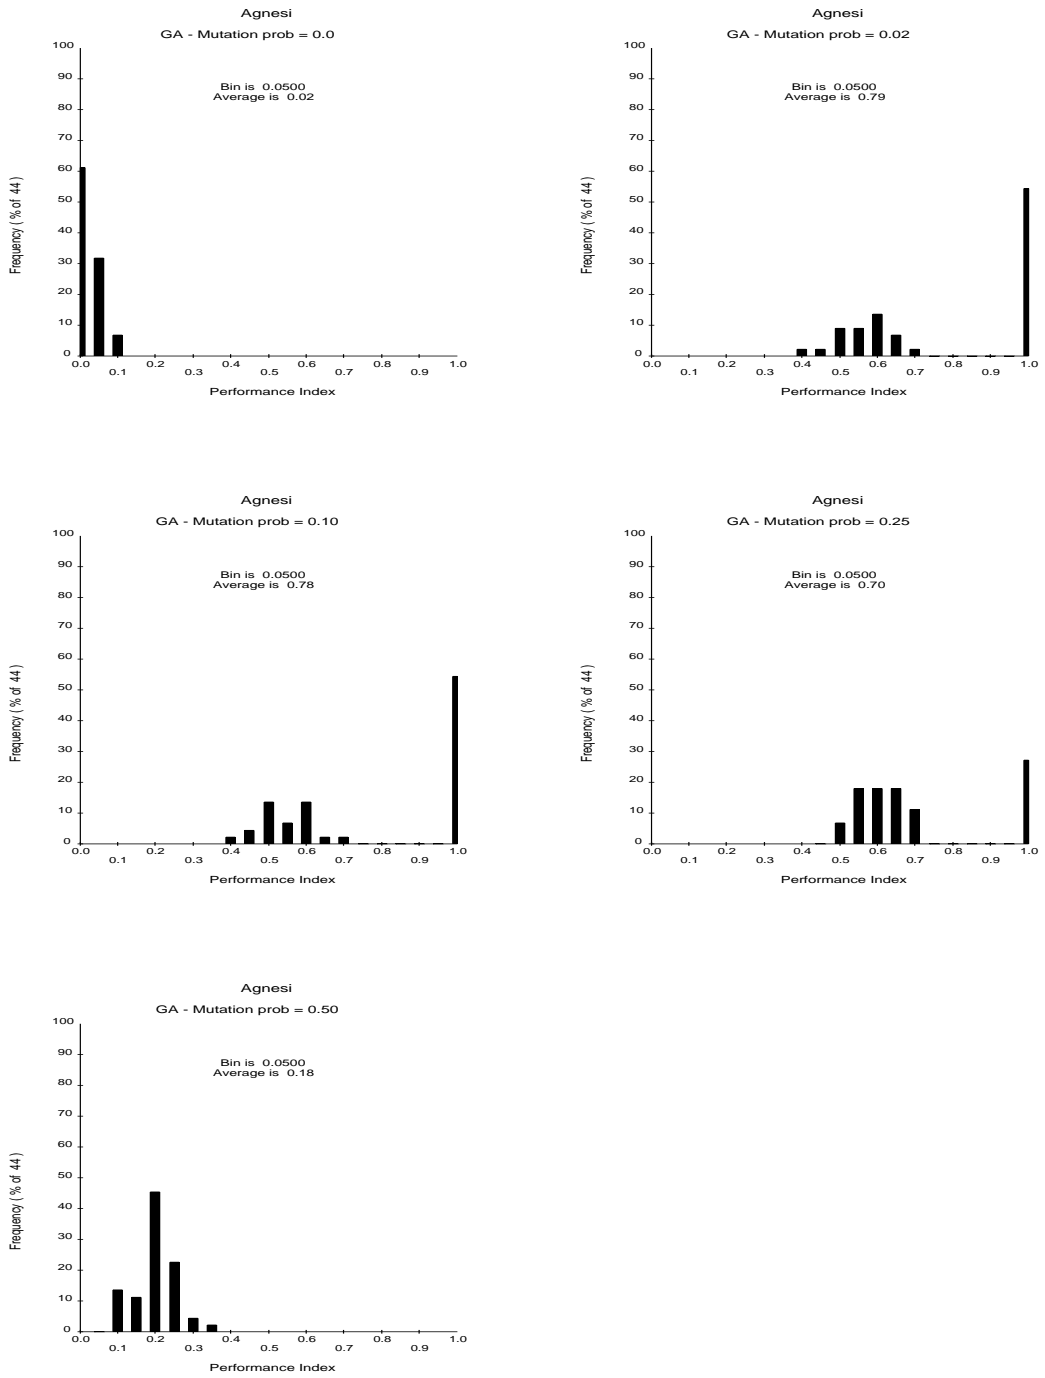 Agnesi
GA - Mutation prob = 0.0
Bin is 0.0500
Average is 0.02
100
90
80
70
60
50
40
30
20
10
0
Frequency ( % of 44 )
0.0 0.1 0.2 0.3 0.4 0.5 0.6 0.7 0.8 0.9 1.0
Performance Index
Agnesi
GA - Mutation prob = 0.02
Bin is 0.0500
Average is 0.79
100
90
80
70
60
50
40
30
20
10
0
Frequency ( % of 44 )
0.0 0.1 0.2 0.3 0.4 0.5 0.6 0.7 0.8 0.9 1.0
Performance Index
Agnesi
GA - Mutation prob = 0.10
Bin is 0.0500
Average is 0.78
100
90
80
70
60
50
40
30
20
10
0
Frequency ( % of 44 )
0.0 0.1 0.2 0.3 0.4 0.5 0.6 0.7 0.8 0.9 1.0
Performance Index
Agnesi
GA - Mutation prob = 0.25
Bin is 0.0500
Average is 0.70
100
90
80
70
60
50
40
30
20
10
0
Frequency ( % of 44 )
0.0 0.1 0.2 0.3 0.4 0.5 0.6 0.7 0.8 0.9 1.0
Performance Index
Agnesi
GA - Mutation prob = 0.50
Bin is 0.0500
Average is 0.18
100
90
80
70
60
50
40
30
20
10
0
Frequency ( % of 44 )
0.0 0.1 0.2 0.3 0.4 0.5 0.6 0.7 0.8 0.9 1.0
Performance Index